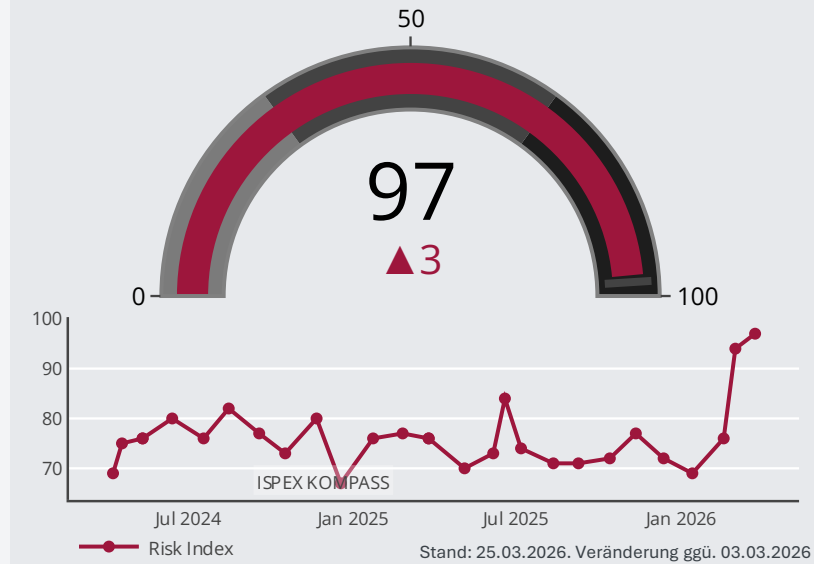 50
97
▲3
0
100
100
90
80
70
ISPEX KOMPASS
Jul 2024
Jan 2025
Jul 2025
Jan 2026
Risk Index
Stand: 25.03.2026. Veränderung ggü. 03.03.2026